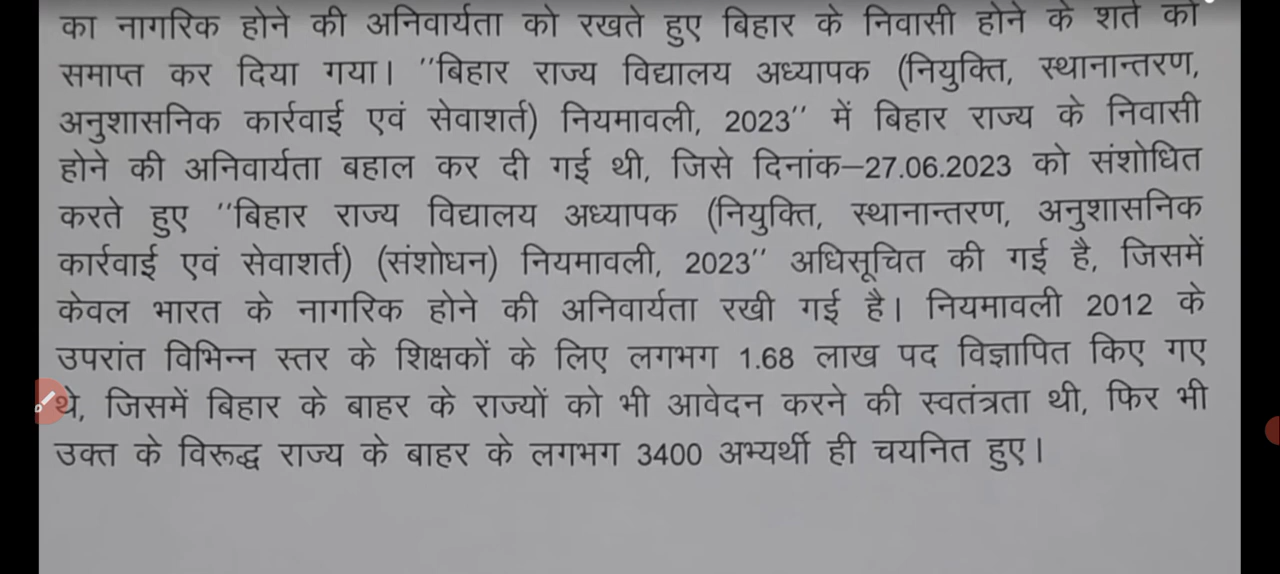 का नागरिक होने की अनिवार्यता को रखते हुए बिहार के निवासी होने के शर्त को
समाप्त कर दिया गया। ''बिहार राज्य विद्यालय अध्यापक (नियुक्ति, स्थानान्तरण,
अनुशासनिक कार्रवाई एवं सेवाशर्त) नियमावली, 2023'' में बिहार राज्य के निवासी
होने की अनिवार्यता बहाल कर दी गई थी, जिसे दिनांक–27.06.2023 को संशोधित
करते हुए ''बिहार राज्य विद्यालय अध्यापक (नियुक्ति, स्थानान्तरण, अनुशासनिक
कार्रवाई एवं सेवाशर्त) (संशोधन) नियमावली, 2023'' अधिसूचित की गई है, जिसमें
केवल भारत के नागरिक होने की अनिवार्यता रखी गई है। नियमावली 2012 के
उपरांत विभिन्न स्तर के शिक्षकों के लिए लगभग 1.68 लाख पद विज्ञापित किए गए
थे, जिसमें बिहार के बाहर के राज्यों को भी आवेदन करने की स्वतंत्रता थी, फिर भी
उक्त के विरूद्ध राज्य के बाहर के लगभग 3400 अभ्यर्थी ही चयनित हुए।